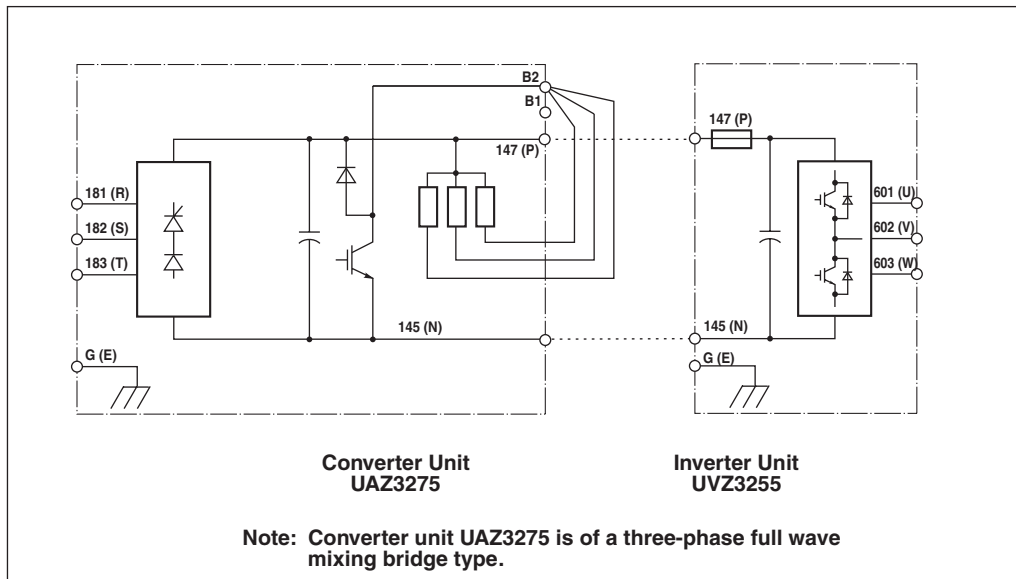 B2
B1
147 (P)
147 (P)
181 (R)
182 (S)
183 (T)
601 (U)
602 (V)
603 (W)
145 (N)
145 (N)
G (E)
G (E)
Converter Unit
UAZ3275
Inverter Unit
UVZ3255
Note: Converter unit UAZ3275 is of a three-phase full wave
mixing bridge type.